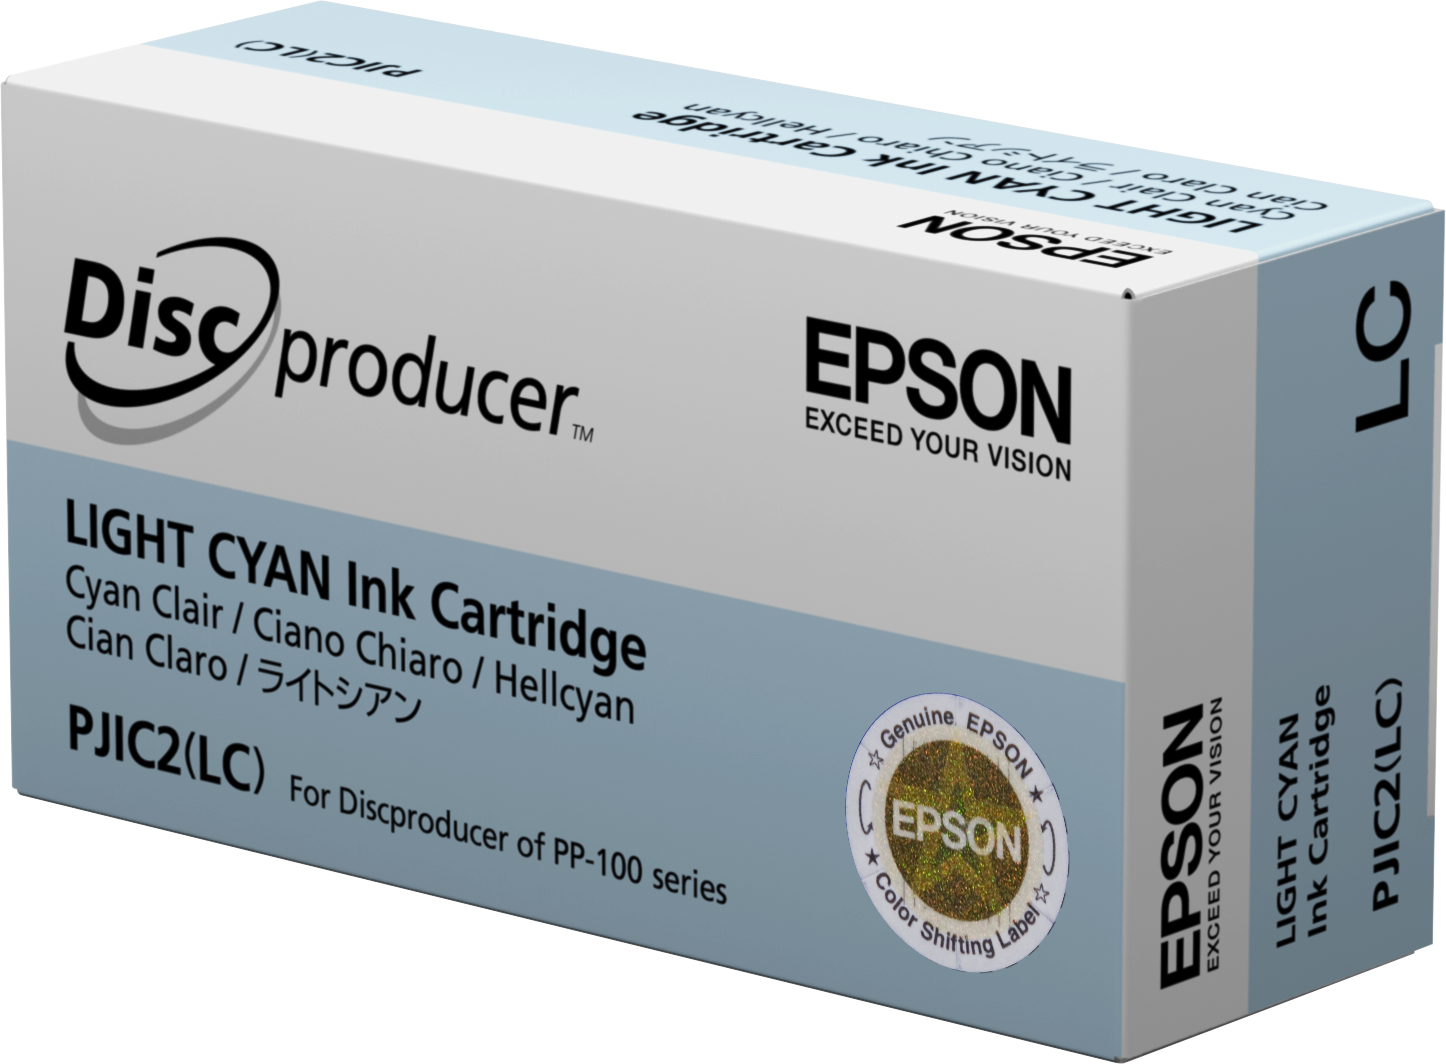 PJIC2(LC)
LIGHT CYAN Ink Cartridge
Cyan Clair / Ciano Chiaro / Hellcyan
Cian Claro / ライトシアン
EPSON
EXCEED YOUR VISION
Disc producer™
EPSON
EXCEED YOUR VISION
LIGHT CYAN Ink Cartridge
Cyan Clair / Ciano Chiaro / Hellcyan
Cian Claro / ライトシアン
PJIC2(LC) For Discproducer of PP-100 series
Genuine EPSON
EPSON
Color Shifting Label
LC
EPSON
EXCEED YOUR VISION
LIGHT CYAN
Ink Cartridge
PJIC2(LC)